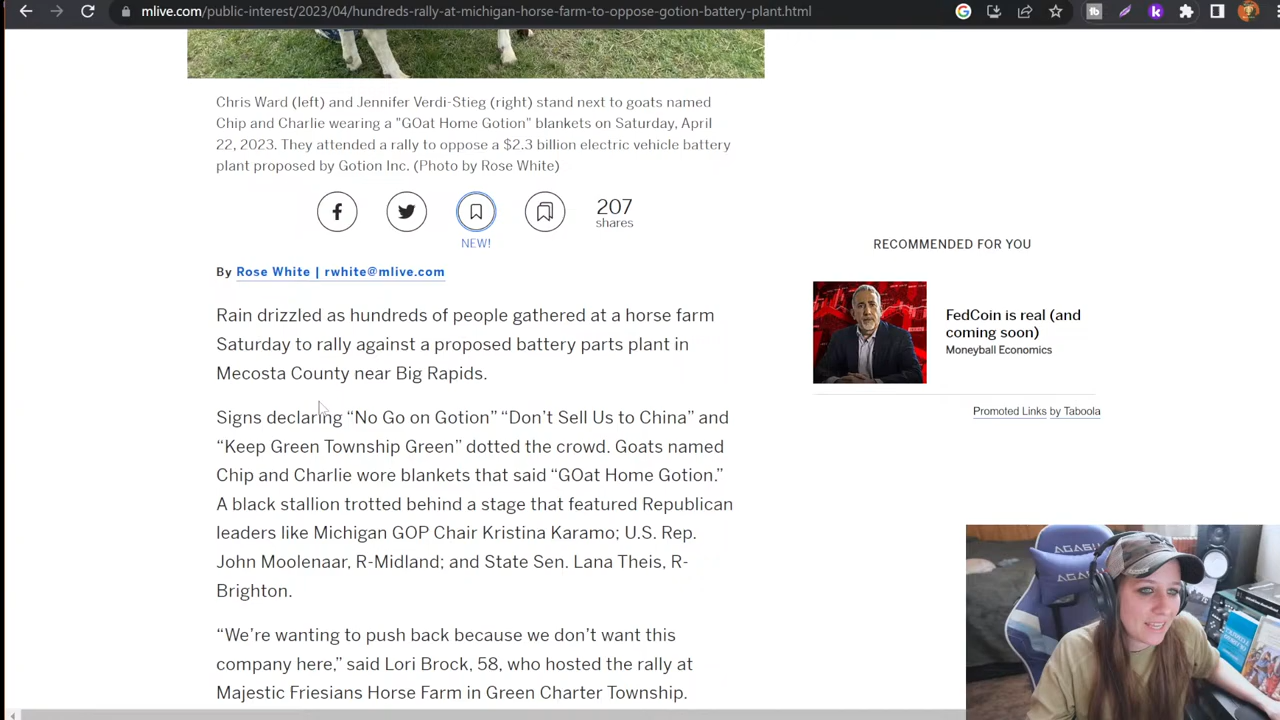 mlive.com/public-interest/2023/04/hundreds-rally-at-michigan-horse-farm-to-oppose-gotion-battery-plant.html
Chris Ward (left) and Jennifer Verdi-Stieg (right) stand next to goats named
Chip and Charlie wearing a "GOat Home Gotion" blankets on Saturday, April
22, 2023. They attended a rally to oppose a $2.3 billion electric vehicle battery
plant proposed by Gotion Inc. (Photo by Rose White)
207
shares
NEW!
By Rose White | rwhite@mlive.com
Rain drizzled as hundreds of people gathered at a horse farm
Saturday to rally against a proposed battery parts plant in
Mecosta County near Big Rapids.
Signs declaring “No Go on Gotion” “Don’t Sell Us to China” and
“Keep Green Township Green” dotted the crowd. Goats named
Chip and Charlie wore blankets that said “GOat Home Gotion.”
A black stallion trotted behind a stage that featured Republican
leaders like Michigan GOP Chair Kristina Karamo; U.S. Rep.
John Moolenaar, R-Midland; and State Sen. Lana Theis, R-
Brighton.
“We’re wanting to push back because we don’t want this
company here,” said Lori Brock, 58, who hosted the rally at
Majestic Friesians Horse Farm in Green Charter Township.
RECOMMENDED FOR YOU
FedCoin is real (and
coming soon)
Moneyball Economics
Promoted Links by Taboola
AGASU